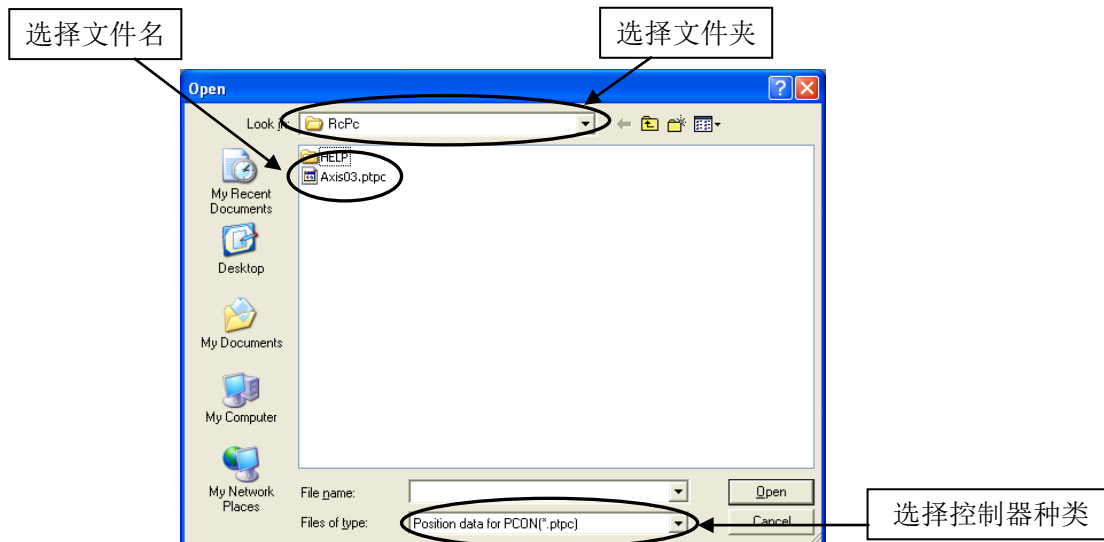 选择文件名
选择文件夹
Open
Look in:
RcPc
HELP
Axis03.ptpc
My Recent
Documents
Desktop
My Documents
My Computer
My Network
Places
File name:
Open
Files of type:
Position data for PCON(*.ptpc)
Cancel
选择控制器种类